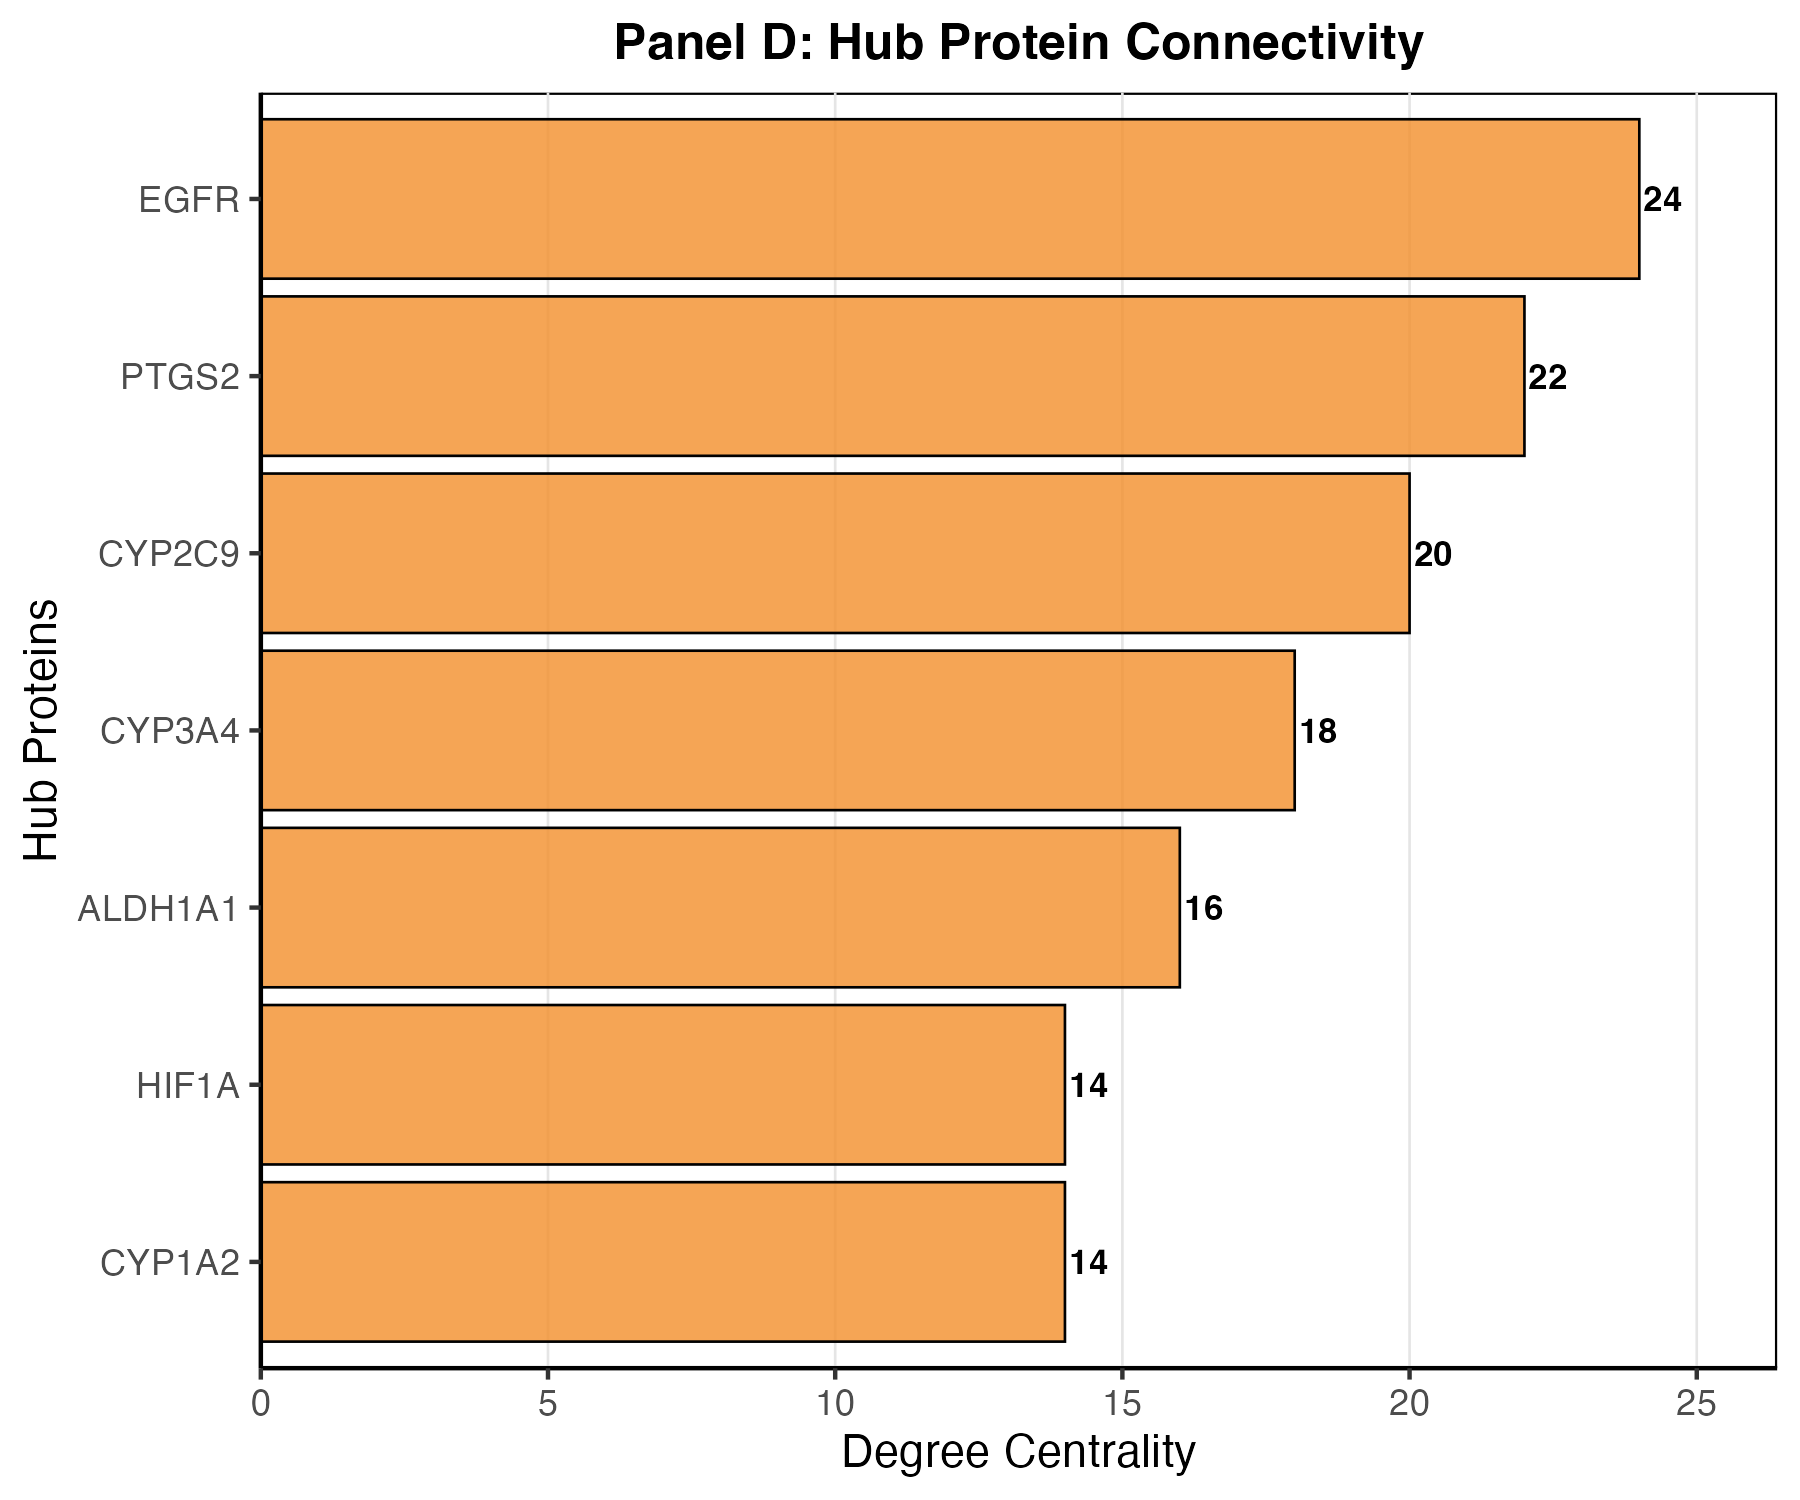 Panel D: Hub Protein Connectivity
Hub Proteins
EGFR 24
PTGS2 22
CYP2C9 20
CYP3A4 18
ALDH1A1 16
HIF1A 14
CYP1A2 14
0 5 10 15 20 25
Degree Centrality